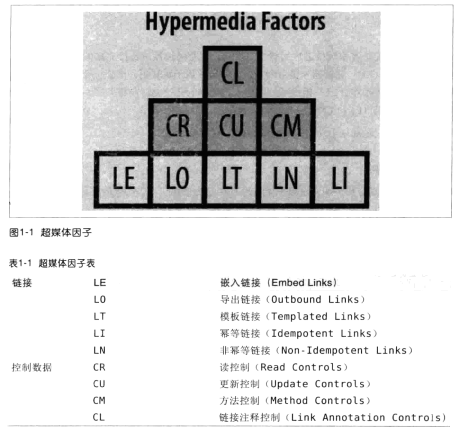 Hypermedia Factors
CL
CR CU CM
LE LO LT LN LI
图1-1 超媒体因子
表1-1 超媒体因子表
链接 LE 嵌入链接（Embed Links）
LO 导出链接（Outbound Links）
LT 模板链接（Templated Links）
LI 幂等链接（Idempotent Links）
LN 非幂等链接（Non-Idempotent Links）
控制数据 CR 读控制（Read Controls）
CU 更新控制（Update Controls）
CM 方法控制（Method Controls）
CL 链接注释控制（Link Annotation Controls）